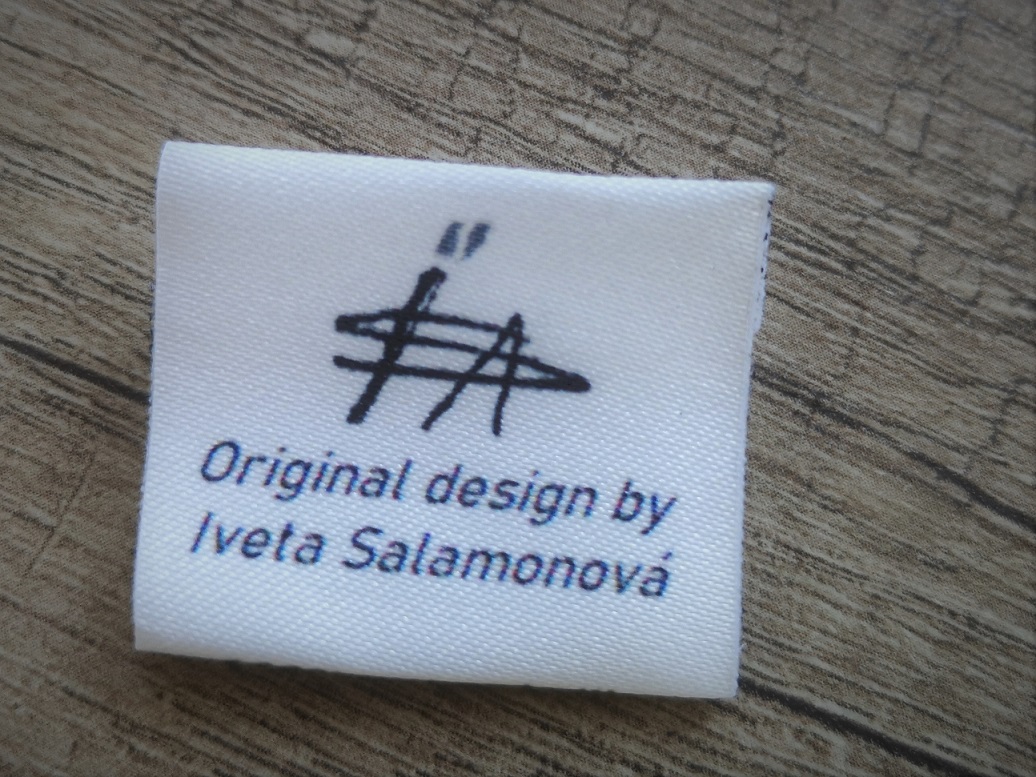 Original design by
Iveta Salamonová